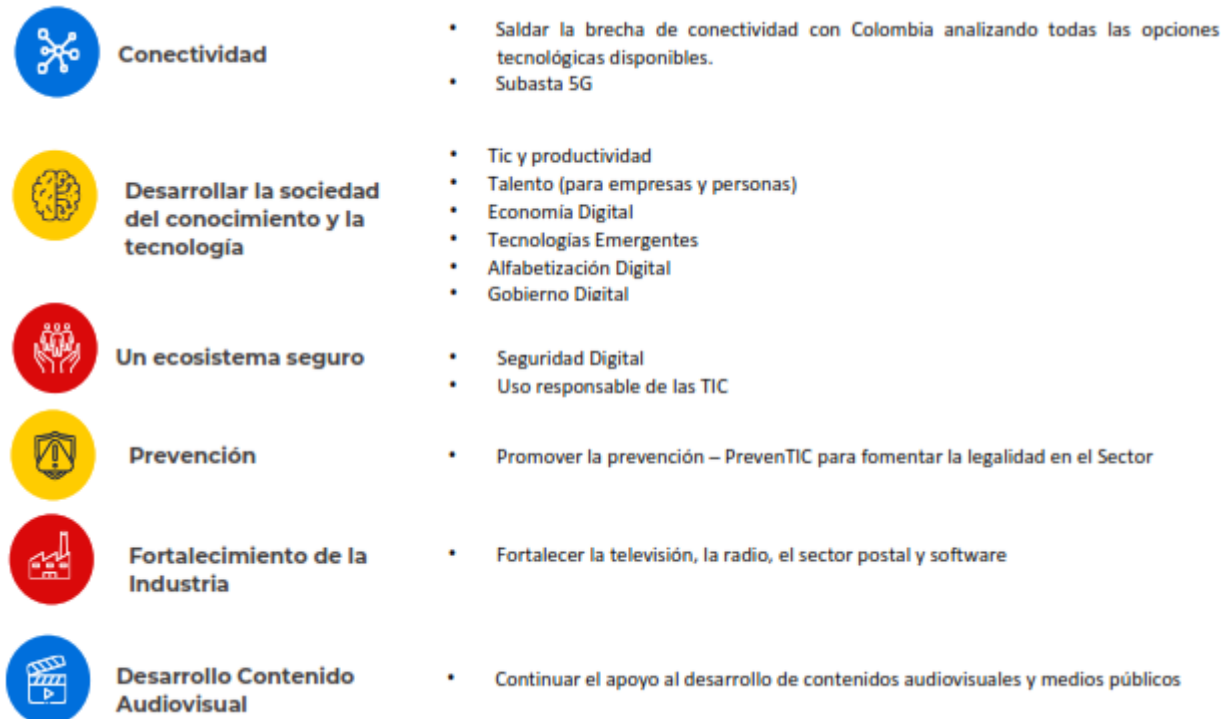 Conectividad
• Saldar la brecha de conectividad con Colombia analizando todas las opciones
tecnológicas disponibles.
• Subasta 5G
Desarrollar la sociedad
del conocimiento y la
tecnología
• Tic y productividad
• Talento (para empresas y personas)
• Economía Digital
• Tecnologías Emergentes
• Alfabetización Digital
• Gobierno Digital
Un ecosistema seguro
• Seguridad Digital
• Uso responsable de las TIC
Prevención
• Promover la prevención – PrevenTIC para fomentar la legalidad en el Sector
Fortalecimiento de la
Industria
• Fortalecer la televisión, la radio, el sector postal y software
Desarrollo Contenido
Audiovisual
• Continuar el apoyo al desarrollo de contenidos audiovisuales y medios públicos